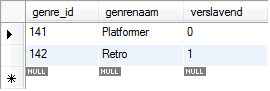 genre_id genrenaam verslavend
141 Platformer 0
142 Retro 1
NULL NULL NULL